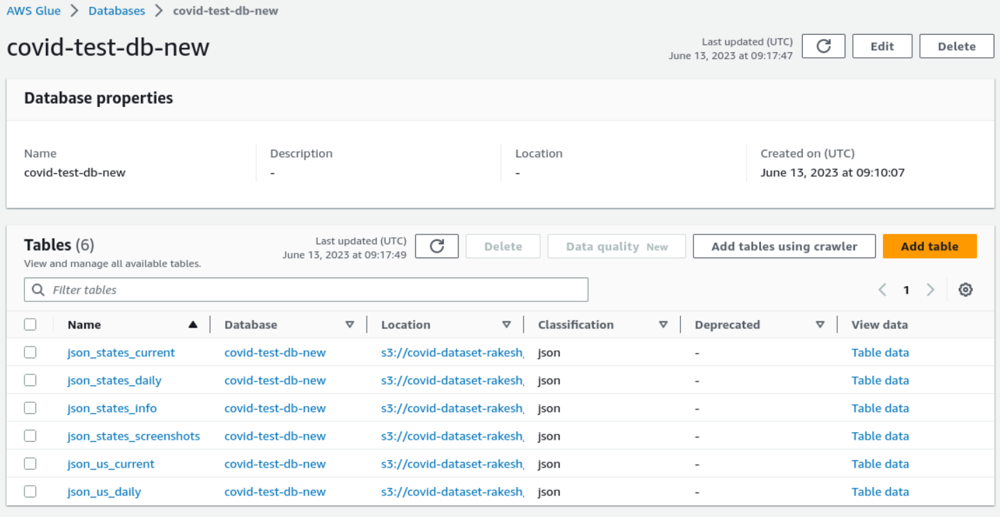 AWS Glue > Databases > covid-test-db-new
covid-test-db-new
Last updated (UTC)
June 13, 2023 at 09:17:47
Edit
Delete
Database properties
Name
covid-test-db-new
Description
-
Location
-
Created on (UTC)
June 13, 2023 at 09:10:07
Tables (6)
View and manage all available tables.
Last updated (UTC)
June 13, 2023 at 09:17:49
Delete
Data quality New
Add tables using crawler
Add table
Filter tables
1
Name Database Location Classification Deprecated View data
json_states_current covid-test-db-new s3://covid-dataset-rakesh, json - Table data
json_states_daily covid-test-db-new s3://covid-dataset-rakesh, json - Table data
json_states_info covid-test-db-new s3://covid-dataset-rakesh, json - Table data
json_states_screenshots covid-test-db-new s3://covid-dataset-rakesh, json - Table data
json_us_current covid-test-db-new s3://covid-dataset-rakesh, json - Table data
json_us_daily covid-test-db-new s3://covid-dataset-rakesh, json - Table data